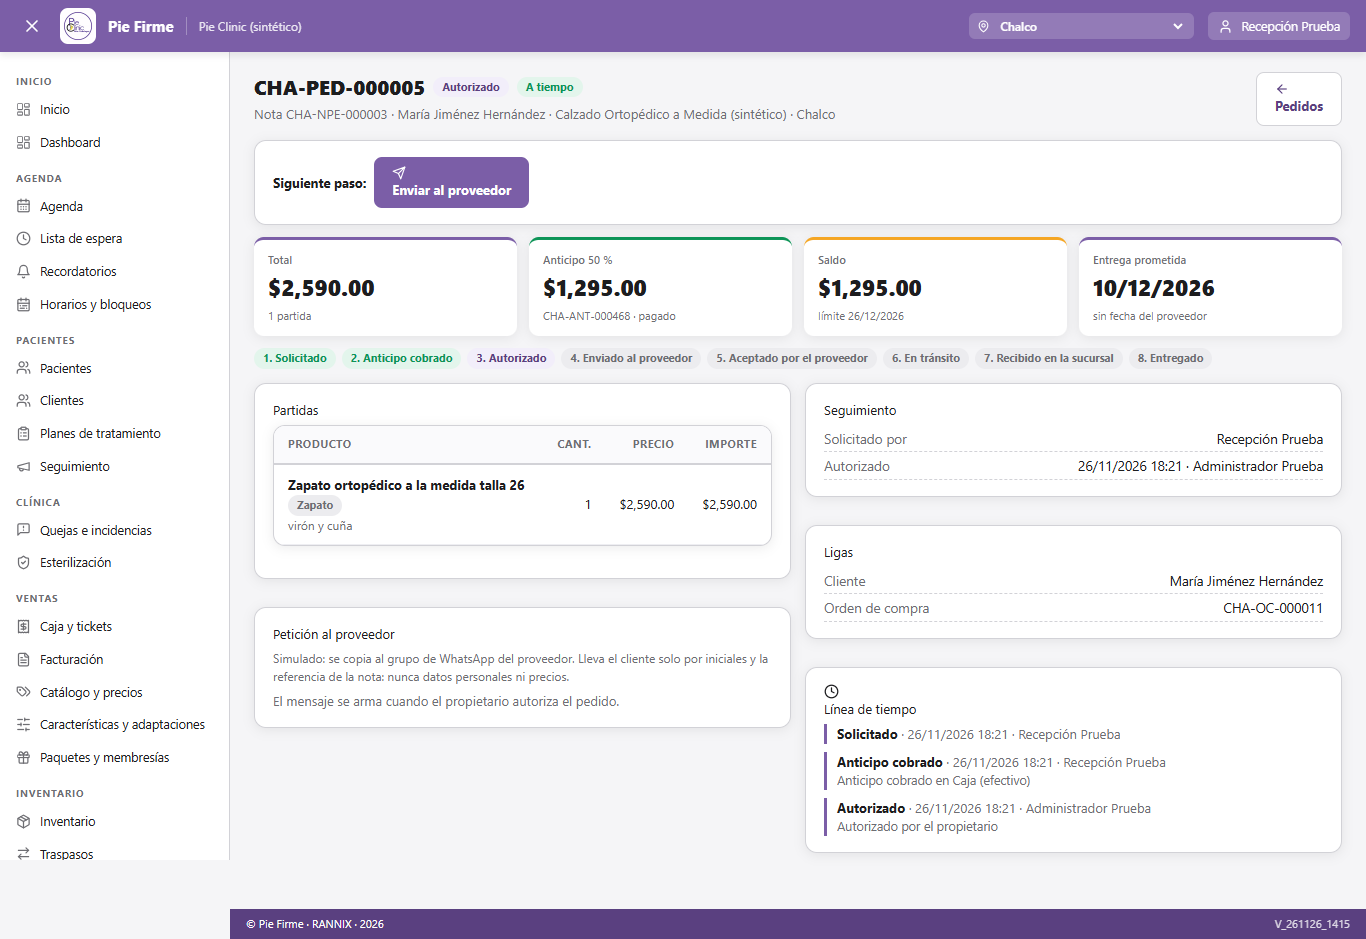 Pie Firme
Pie Clinic (sintético)
Chalco
Recepción Prueba
INICIO
Inicio
Dashboard
AGENDA
Agenda
Lista de espera
Recordatorios
Horarios y bloqueos
PACIENTES
Pacientes
Clientes
Planes de tratamiento
Seguimiento
CLÍNICA
Quejas e incidencias
Esterilización
VENTAS
Caja y tickets
Facturación
Catálogo y precios
Características y adaptaciones
Paquetes y membresías
INVENTARIO
Inventario
Traspasos
CHA-PED-000005 Autorizado A tiempo
Nota CHA-NPE-000003 · María Jiménez Hernández · Calzado Ortopédico a Medida (sintético) · Chalco
Pedidos
Siguiente paso: Enviar al proveedor
Total
$2,590.00
1 partida
Anticipo 50 %
$1,295.00
CHA-ANT-000468 · pagado
Saldo
$1,295.00
límite 26/12/2026
Entrega prometida
10/12/2026
sin fecha del proveedor
1. Solicitado 2. Anticipo cobrado 3. Autorizado 4. Enviado al proveedor 5. Aceptado por el proveedor 6. En tránsito 7. Recibido en la sucursal 8. Entregado
Partidas
PRODUCTO CANT. PRECIO IMPORTE
Zapato ortopédico a la medida talla 26
Zapato 1 $2,590.00 $2,590.00
virón y cuña
Petición al proveedor
Simulado: se copia al grupo de WhatsApp del proveedor. Lleva el cliente solo por iniciales y la
referencia de la nota: nunca datos personales ni precios.
El mensaje se arma cuando el propietario autoriza el pedido.
Seguimiento
Solicitado por Recepción Prueba
Autorizado 26/11/2026 18:21 · Administrador Prueba
Ligas
Cliente María Jiménez Hernández
Orden de compra CHA-OC-000011
Línea de tiempo
Solicitado · 26/11/2026 18:21 · Recepción Prueba
Anticipo cobrado · 26/11/2026 18:21 · Recepción Prueba
Anticipo cobrado en Caja (efectivo)
Autorizado · 26/11/2026 18:21 · Administrador Prueba
Autorizado por el propietario
© Pie Firme · RANNIX · 2026
V_261126_1415